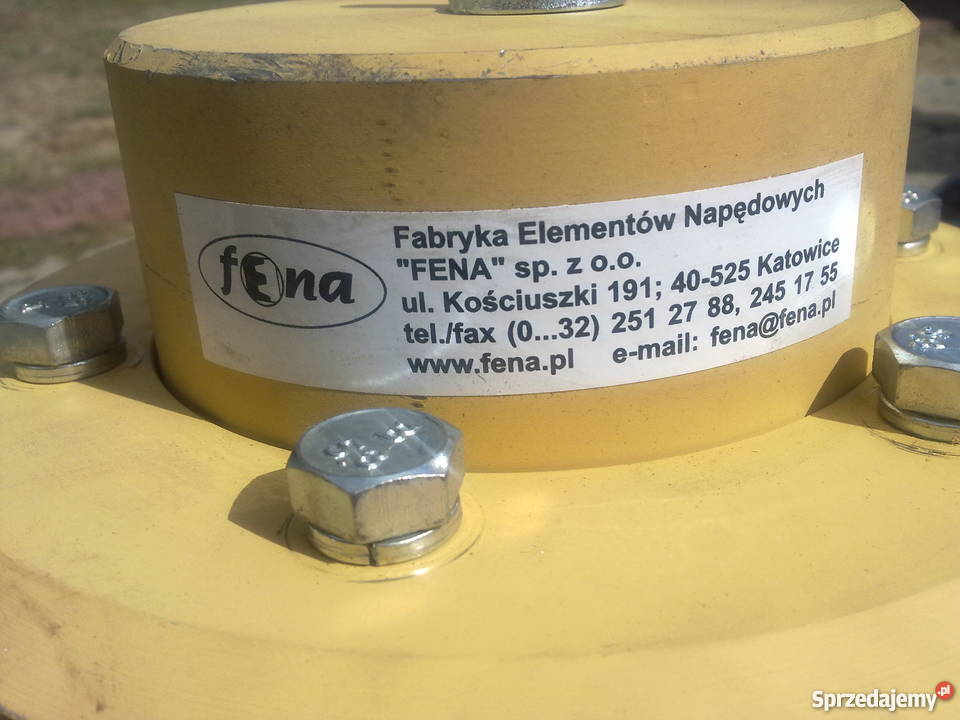 fena
Fabryka Elementów Napędowych
"FENA" sp. z o.o.
ul. Kościuszki 191; 40-525 Katowice
tel./fax (0...32) 251 27 88, 245 17 55
www.fena.pl e-mail: fena@fena.pl
Sprzedajemy.pl